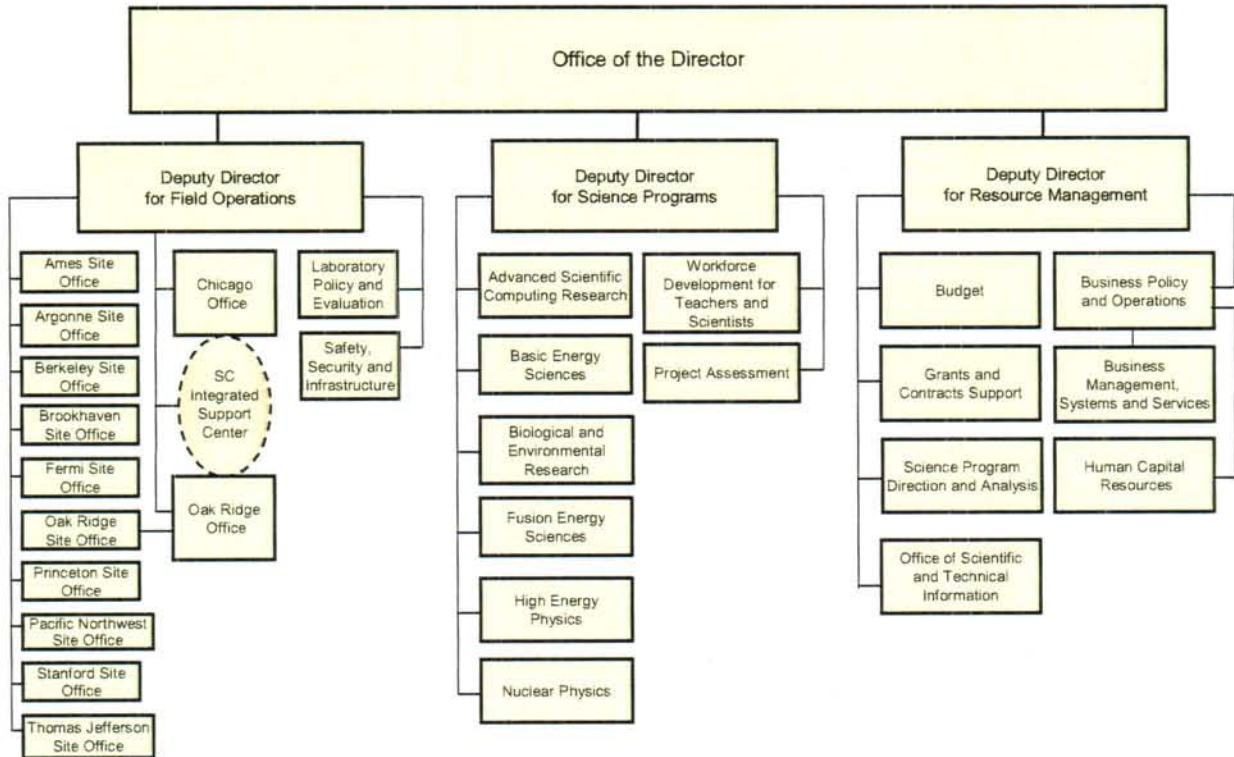 Office of the Director
Deputy Director
for Field Operations
Ames Site
Office
Argonne Site
Office
Berkeley Site
Office
Brookhaven
Site Office
Fermi Site
Office
Oak Ridge
Site Office
Princeton Site
Office
Pacific Northwest
Site Office
Stanford Site
Office
Thomas Jefferson
Site Office
Chicago
Office
SC
Integrated
Support
Center
Oak Ridge
Office
Laboratory
Policy and
Evaluation
Safety,
Security and
Infrastructure
Deputy Director
for Science Programs
Advanced Scientific
Computing Research
Basic Energy
Sciences
Biological and
Environmental
Research
Fusion Energy
Sciences
High Energy
Physics
Nuclear Physics
Workforce
Development for
Teachers and
Scientists
Project Assessment
Deputy Director
for Resource Management
Budget
Grants and
Contracts Support
Science Program
Direction and Analysis
Office of Scientific
and Technical
Information
Business Policy
and Operations
Business
Management,
Systems and Services
Human Capital
Resources